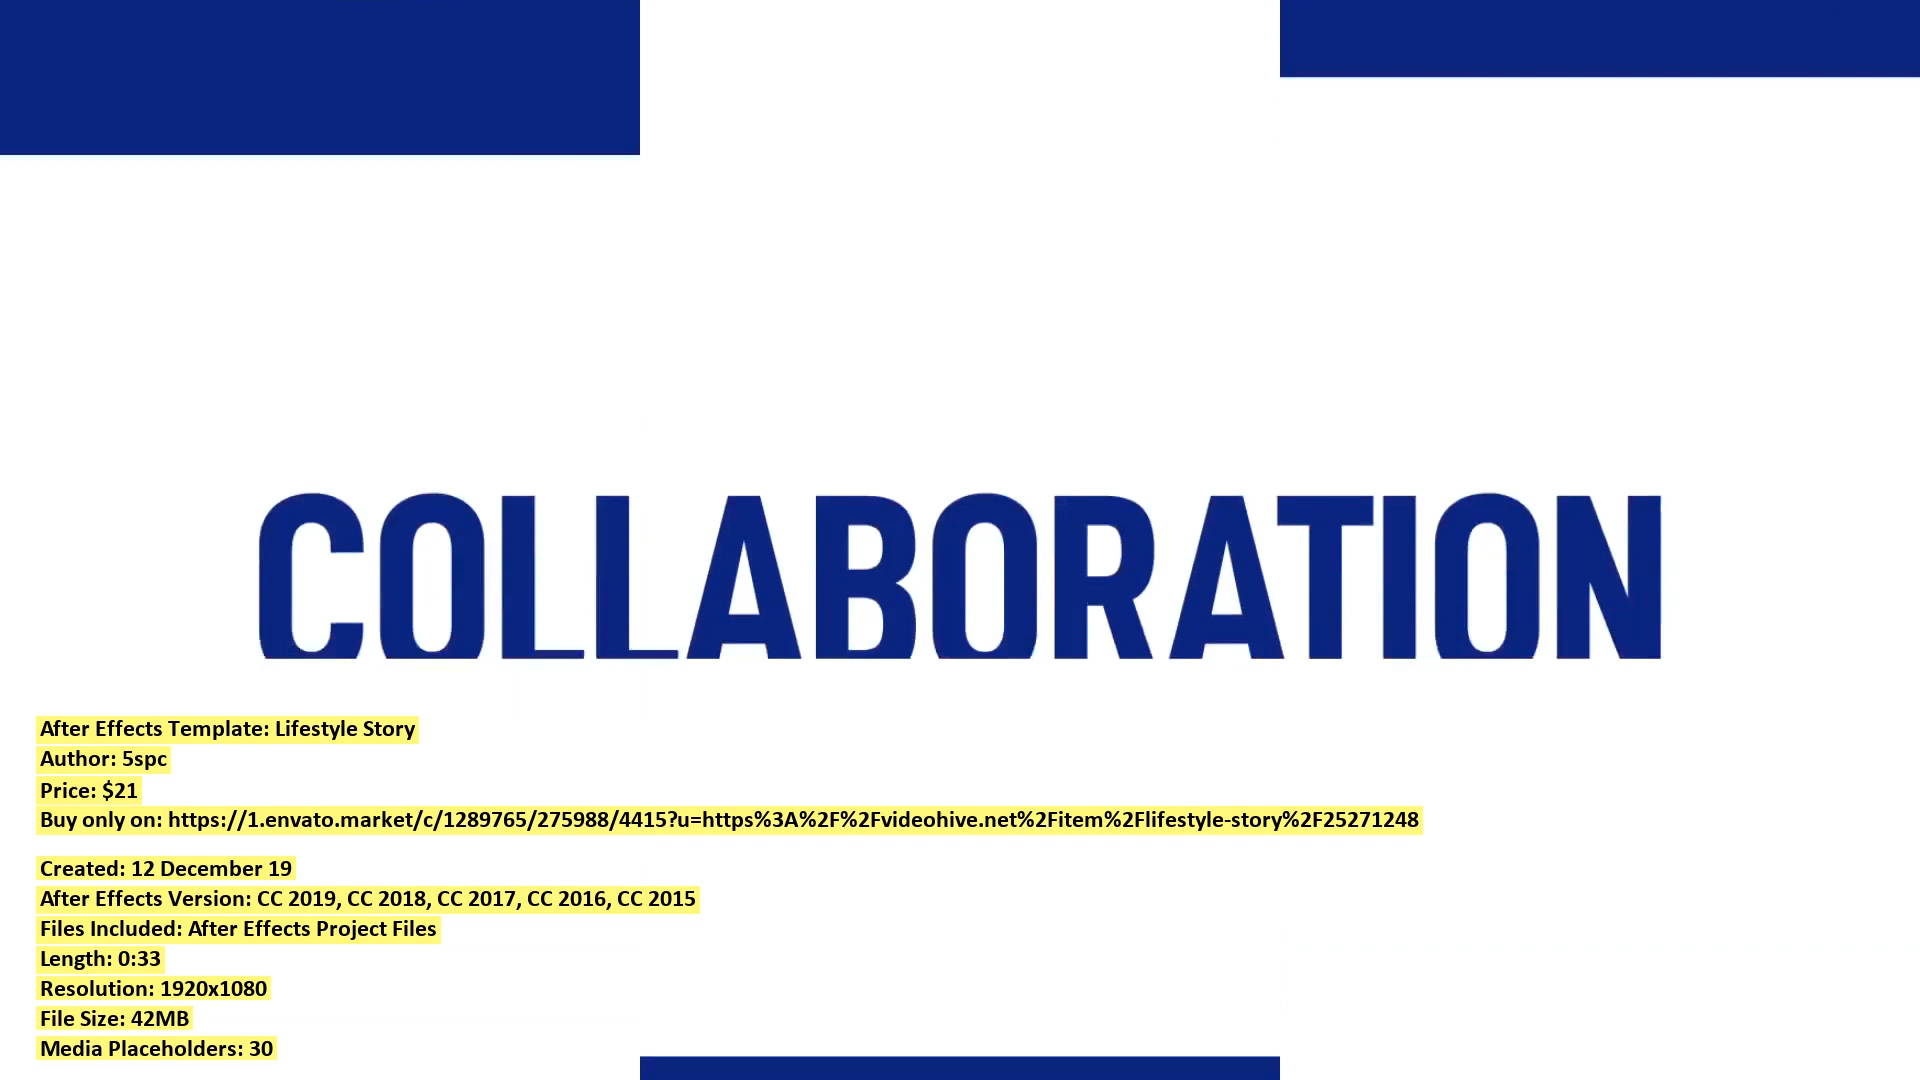 COLLABORATION
After Effects Template: Lifestyle Story
Author: 5spc
Price: $21
Buy only on: https://1.envato.market/c/1289765/275988/4415?u=https%3A%2F%2Fvideohive.net%2Fitem%2Flifestyle-story%2F25271248
Created: 12 December 19
After Effects Version: CC 2019, CC 2018, CC 2017, CC 2016, CC 2015
Files Included: After Effects Project Files
Length: 0:33
Resolution: 1920x1080
File Size: 42MB
Media Placeholders: 30